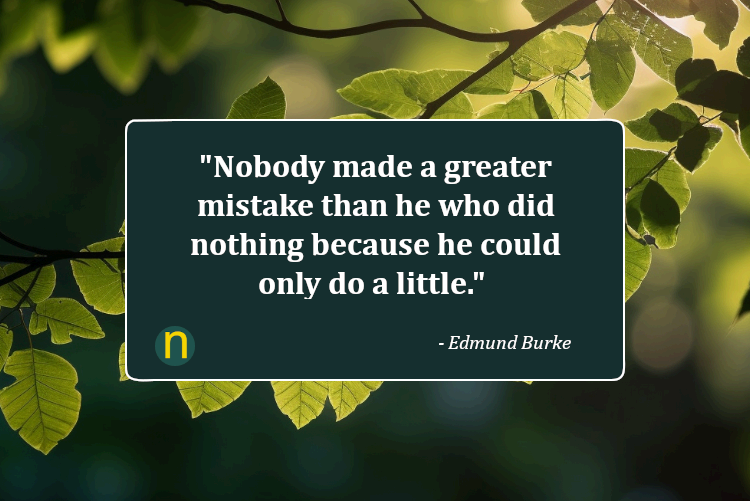 "Nobody made a greater
mistake than he who did
nothing because he could
only do a little."
n
- Edmund Burke